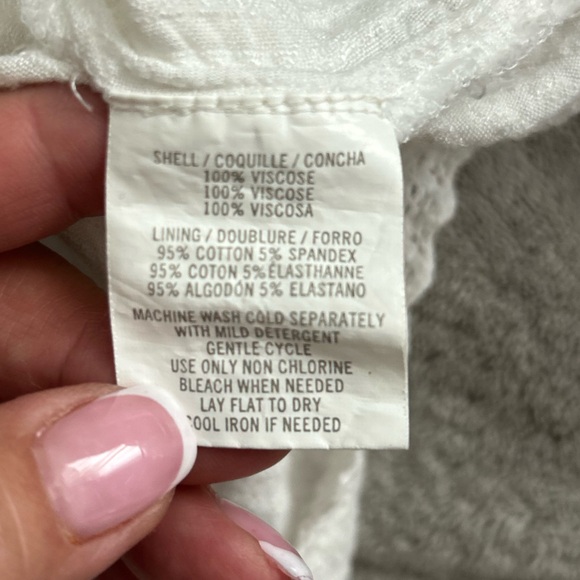 SHELL / COQUILLE / CONCHA
100% VISCOSE
100% VISCOSE
100% VISCOSA
LINING / DOUBLURE / FORRO
95% COTTON 5% SPANDEX
95% COTON 5% ÉLASTHANNE
95% ALGODÓN 5% ELASTANO
MACHINE WASH COLD SEPARATELY
WITH MILD DETERGENT
GENTLE CYCLE
USE ONLY NON CHLORINE
BLEACH WHEN NEEDED
LAY FLAT TO DRY
OOL IRON IF NEEDED